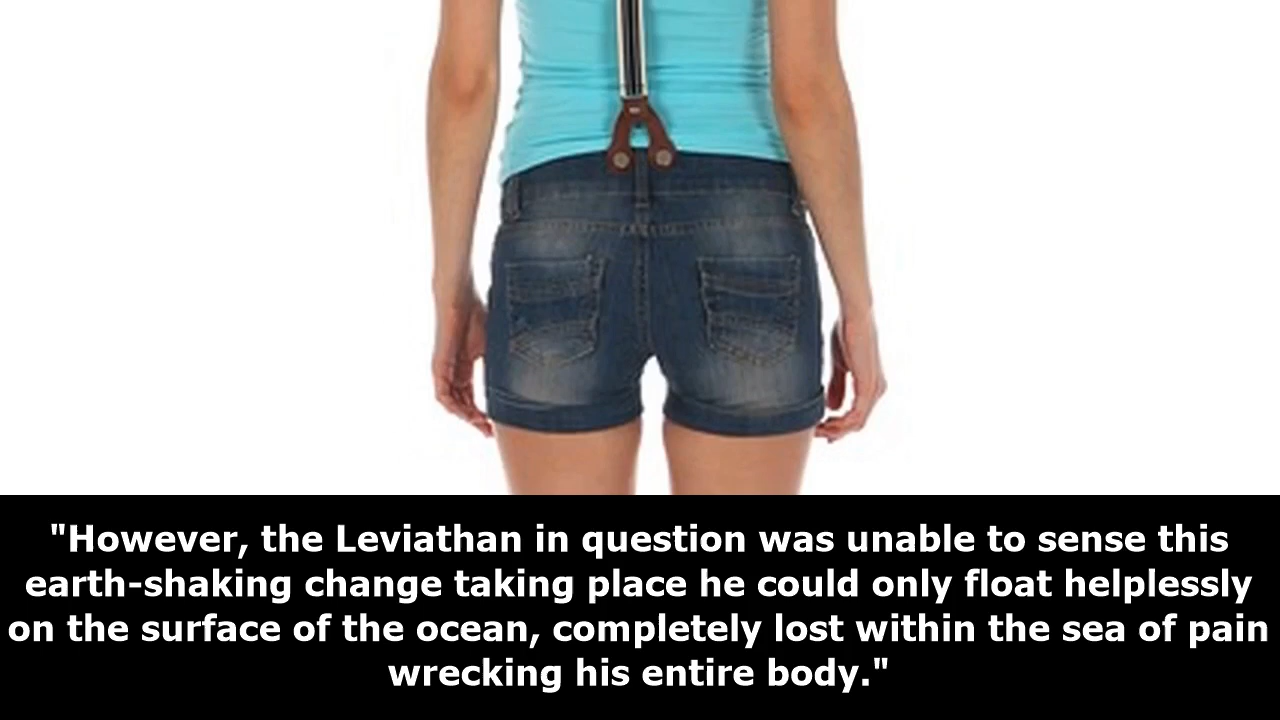 "However, the Leviathan in question was unable to sense this
earth-shaking change taking place he could only float helplessly
on the surface of the ocean, completely lost within the sea of pain
wrecking his entire body."